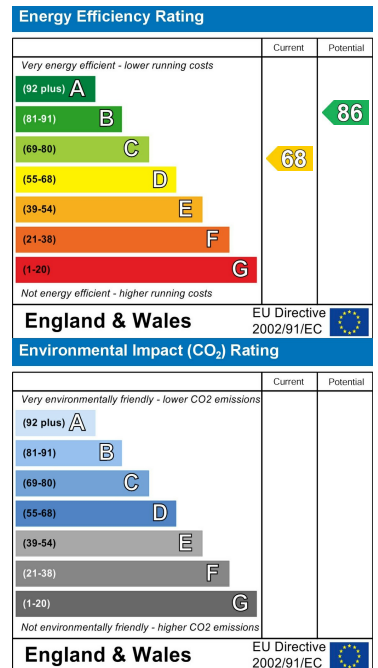 Energy Efficiency Rating
Current Potential
Very energy efficient - lower running costs
(92 plus) A
(81-91) B
86
(69-80) C
68
(55-68) D
(39-54) E
(21-38) F
(1-20) G
Not energy efficient - higher running costs
England & Wales
EU Directive
2002/91/EC
Environmental Impact (CO₂) Rating
Current Potential
Very environmentally friendly - lower CO2 emissions
(92 plus) A
(81-91) B
(69-80) C
(55-68) D
(39-54) E
(21-38) F
(1-20) G
Not environmentally friendly - higher CO2 emissions
England & Wales
EU Directive
2002/91/EC